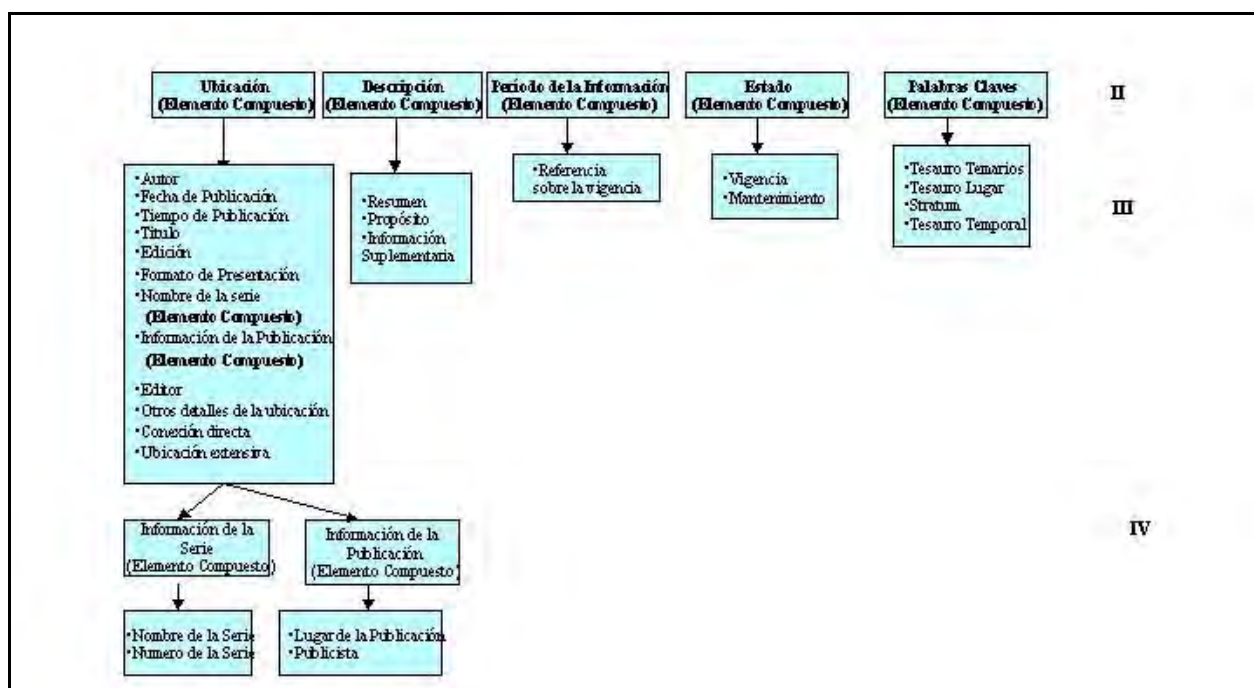 Ubicación
(Elemento Compuesto)
Descripción
(Elemento Compuesto)
Período de la Información
(Elemento Compuesto)
Estado
(Elemento Compuesto)
Palabras Claves
(Elemento Compuesto)
II
•Autor
•Fecha de Publicación
•Tiempo de Publicación
•Titulo
•Edición
•Formato de Presentación
•Nombre de la serie
(Elemento Compuesto)
•Información de la Publicación
(Elemento Compuesto)
•Editor
•Otros detalles de la ubicación
•Conexión directa
•Ubicación extensiva
•Resumen
•Propósito
•Información
Suplementaria
•Referencia
sobre la vigencia
•Vigencia
•Mantenimiento
•Tesauro Temarios
•Tesauro Lugar
•Stratum
•Tesauro Temporal
III
Información de la
Serie
(Elemento Compuesto)
Información de la
Publicación
(Elemento Compuesto)
IV
•Nombre de la Serie
•Numero de la Serie
•Lugar de la Publicación
•Publicista